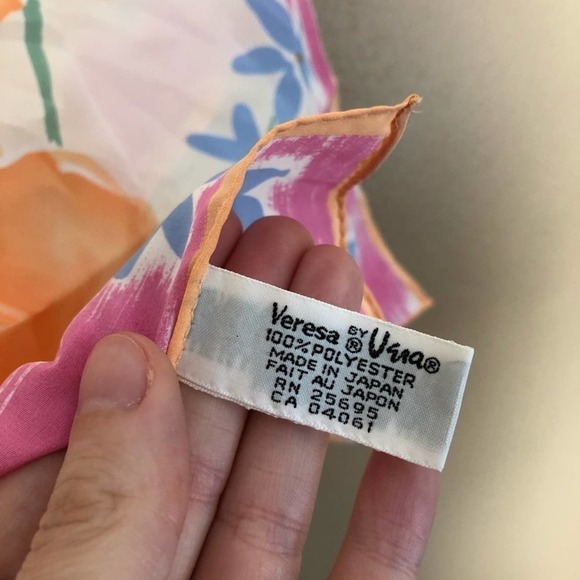 Veresa ® BY Vera ®
100% POLYESTER
MADE IN JAPAN
FAIT AU JAPON
RN 25695
CA 04061